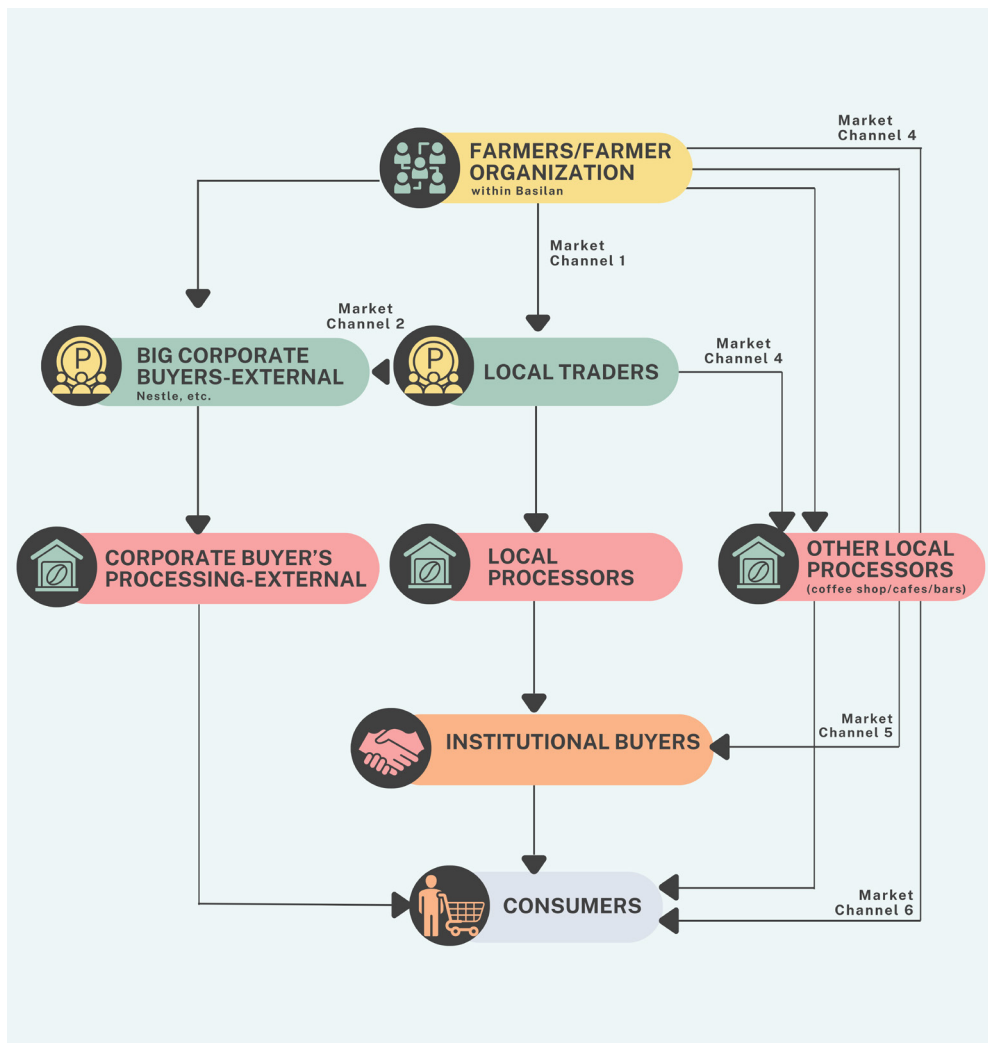 Market
Channel 4
FARMERS/FARMER
ORGANIZATION
within Basilan
Market
Channel 1
Market
Channel 2
Market
Channel 4
P
BIG CORPORATE
BUYERS-EXTERNAL
Nestle, etc.
P
LOCAL TRADERS
CORPORATE BUYER'S
PROCESSING-EXTERNAL
LOCAL
PROCESSORS
OTHER LOCAL
PROCESSORS
(coffee shop/cafes/bars)
Market
Channel 5
INSTITUTIONAL BUYERS
CONSUMERS
Market
Channel 6